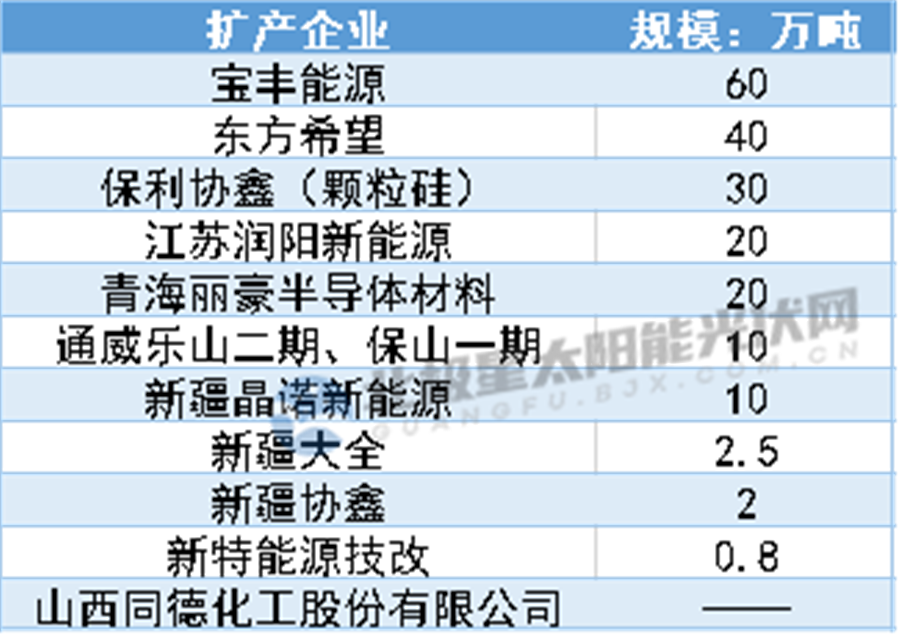 扩产企业 规模：万吨
宝丰能源 60
东方希望 40
保利协鑫（颗粒硅） 30
江苏润阳新能源 20
青海丽豪半导体材料 20
通威乐山二期、保山一期 10
北极星太阳能光伏网
新疆晶诺新能源 10
GUANGFU.BJX.COM.CN
新疆大全 2.5
新疆协鑫 2
新特能源技改 0.8
山西同德化工股份有限公司 ——